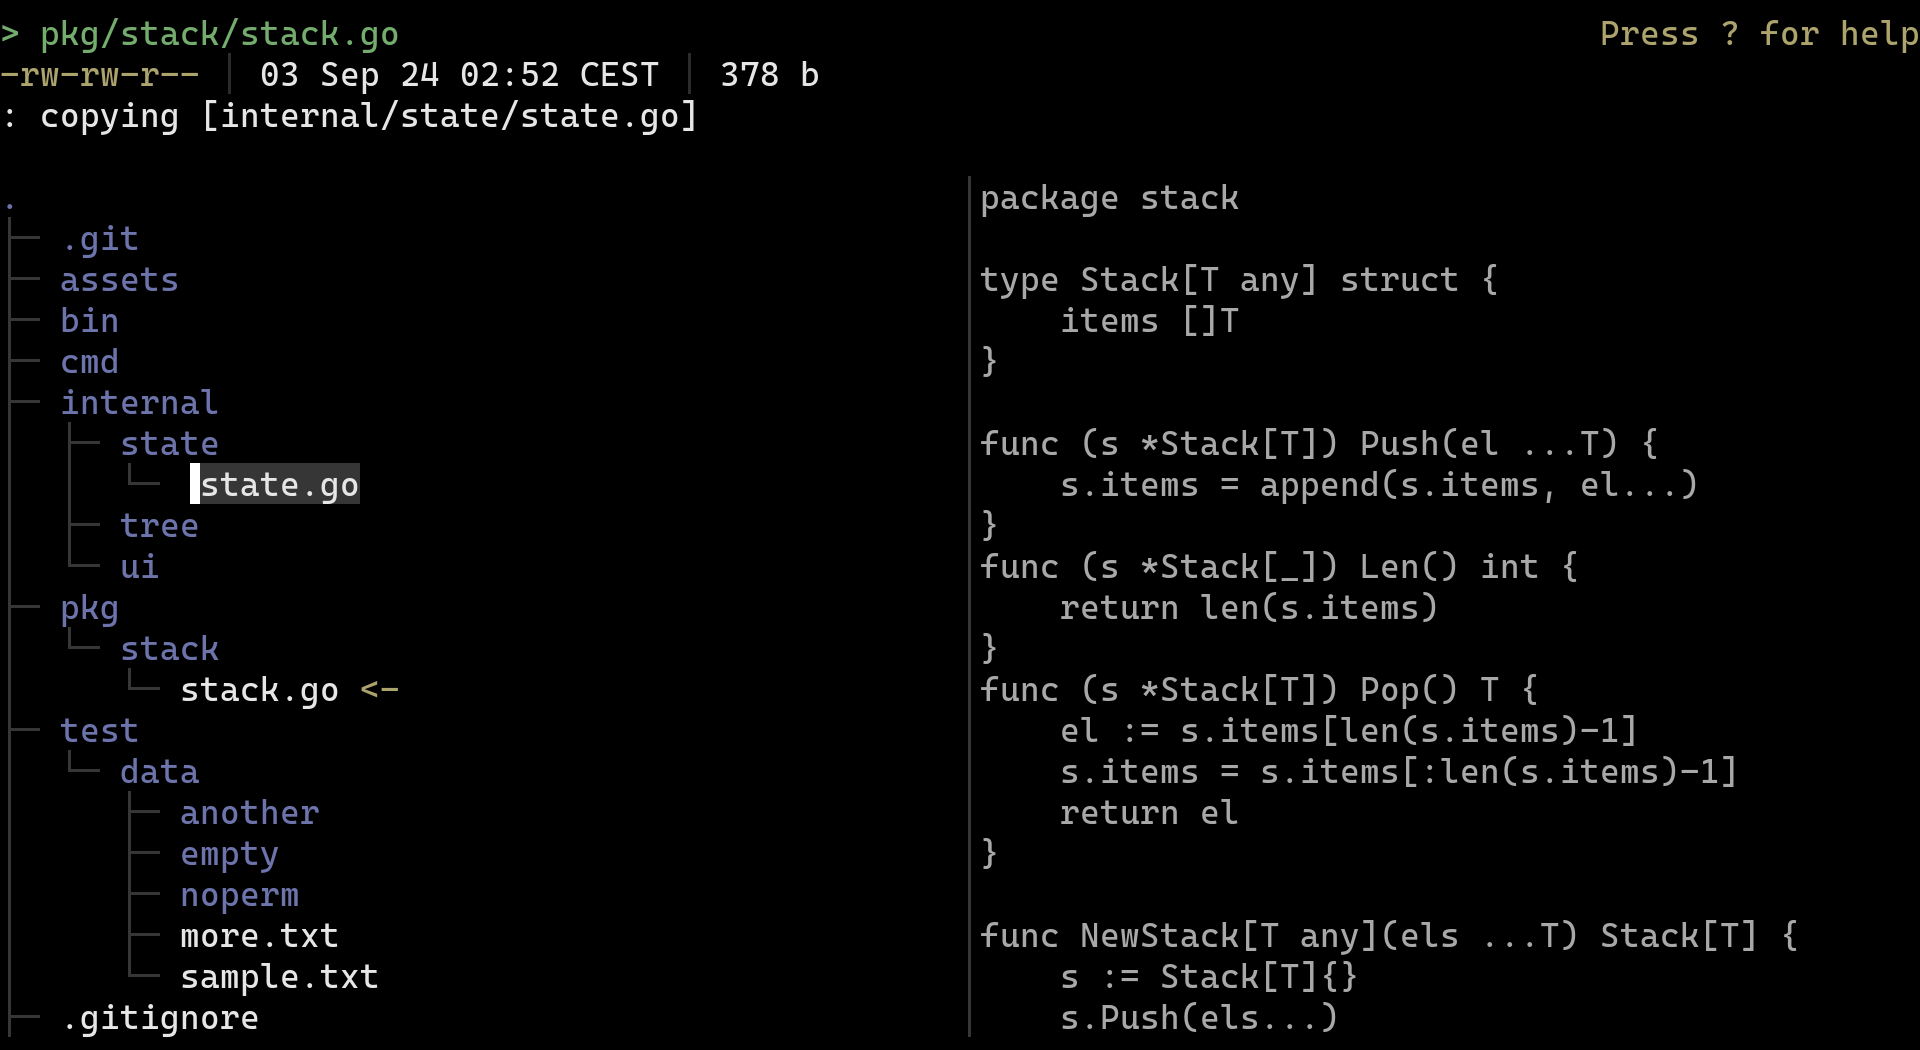 > pkg/stack/stack.go Press ? for help
-rw-rw-r-- │ 03 Sep 24 02:52 CEST │ 378 b
: copying [internal/state/state.go]
.
├─ .git
├─ assets
├─ bin
├─ cmd
├─ internal
│  ├─ state
│  │  └─ state.go
│  ├─ tree
│  └─ ui
├─ pkg
│  └─ stack
│     └─ stack.go <-
├─ test
│  └─ data
│     ├─ another
│     ├─ empty
│     ├─ noperm
│     ├─ more.txt
│     └─ sample.txt
├─ .gitignore
package stack
type Stack[T any] struct {
    items []T
}
func (s *Stack[T]) Push(el ...T) {
    s.items = append(s.items, el...)
}
func (s *Stack[_]) Len() int {
    return len(s.items)
}
func (s *Stack[T]) Pop() T {
    el := s.items[len(s.items)-1]
    s.items = s.items[:len(s.items)-1]
    return el
}
func NewStack[T any](els ...T) Stack[T] {
    s := Stack[T]{}
    s.Push(els...)